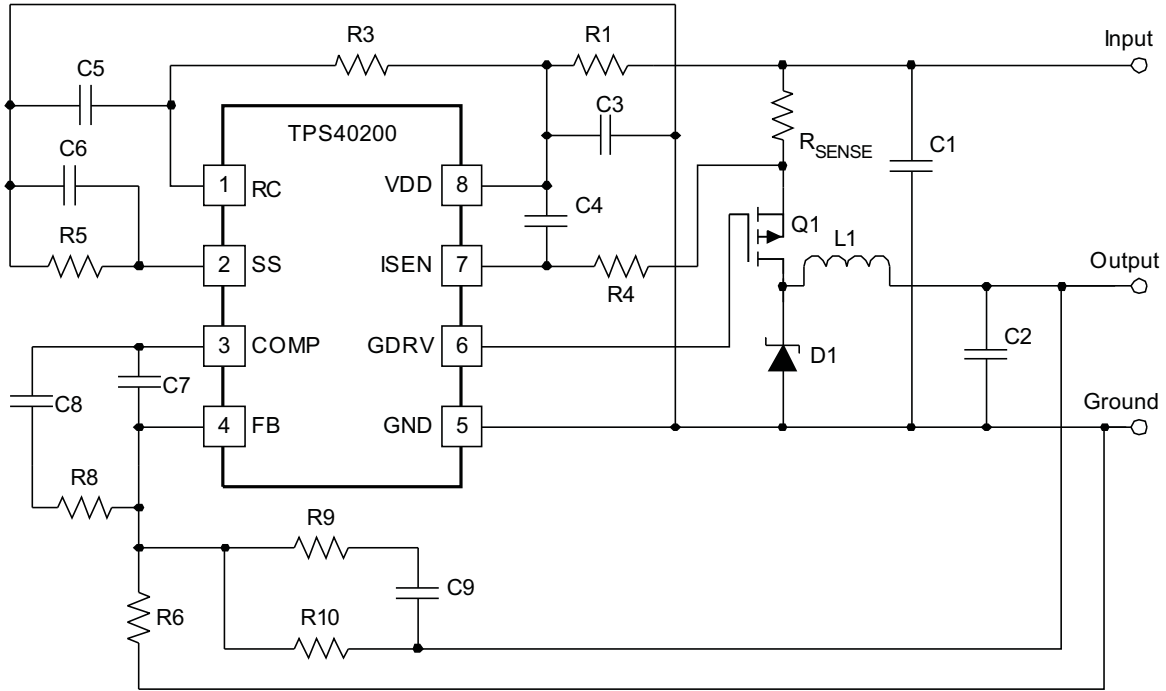 R3
R1
Input
C5
C3
TPS40200
R_SENSE
C1
C6
1
RC
VDD
8
C4
Q1
R5
L1
2
SS
ISEN
7
Output
R4
3
COMP
GDRV
6
C2
D1
C7
C8
Ground
4
FB
GND
5
R8
R9
C9
R10
R6